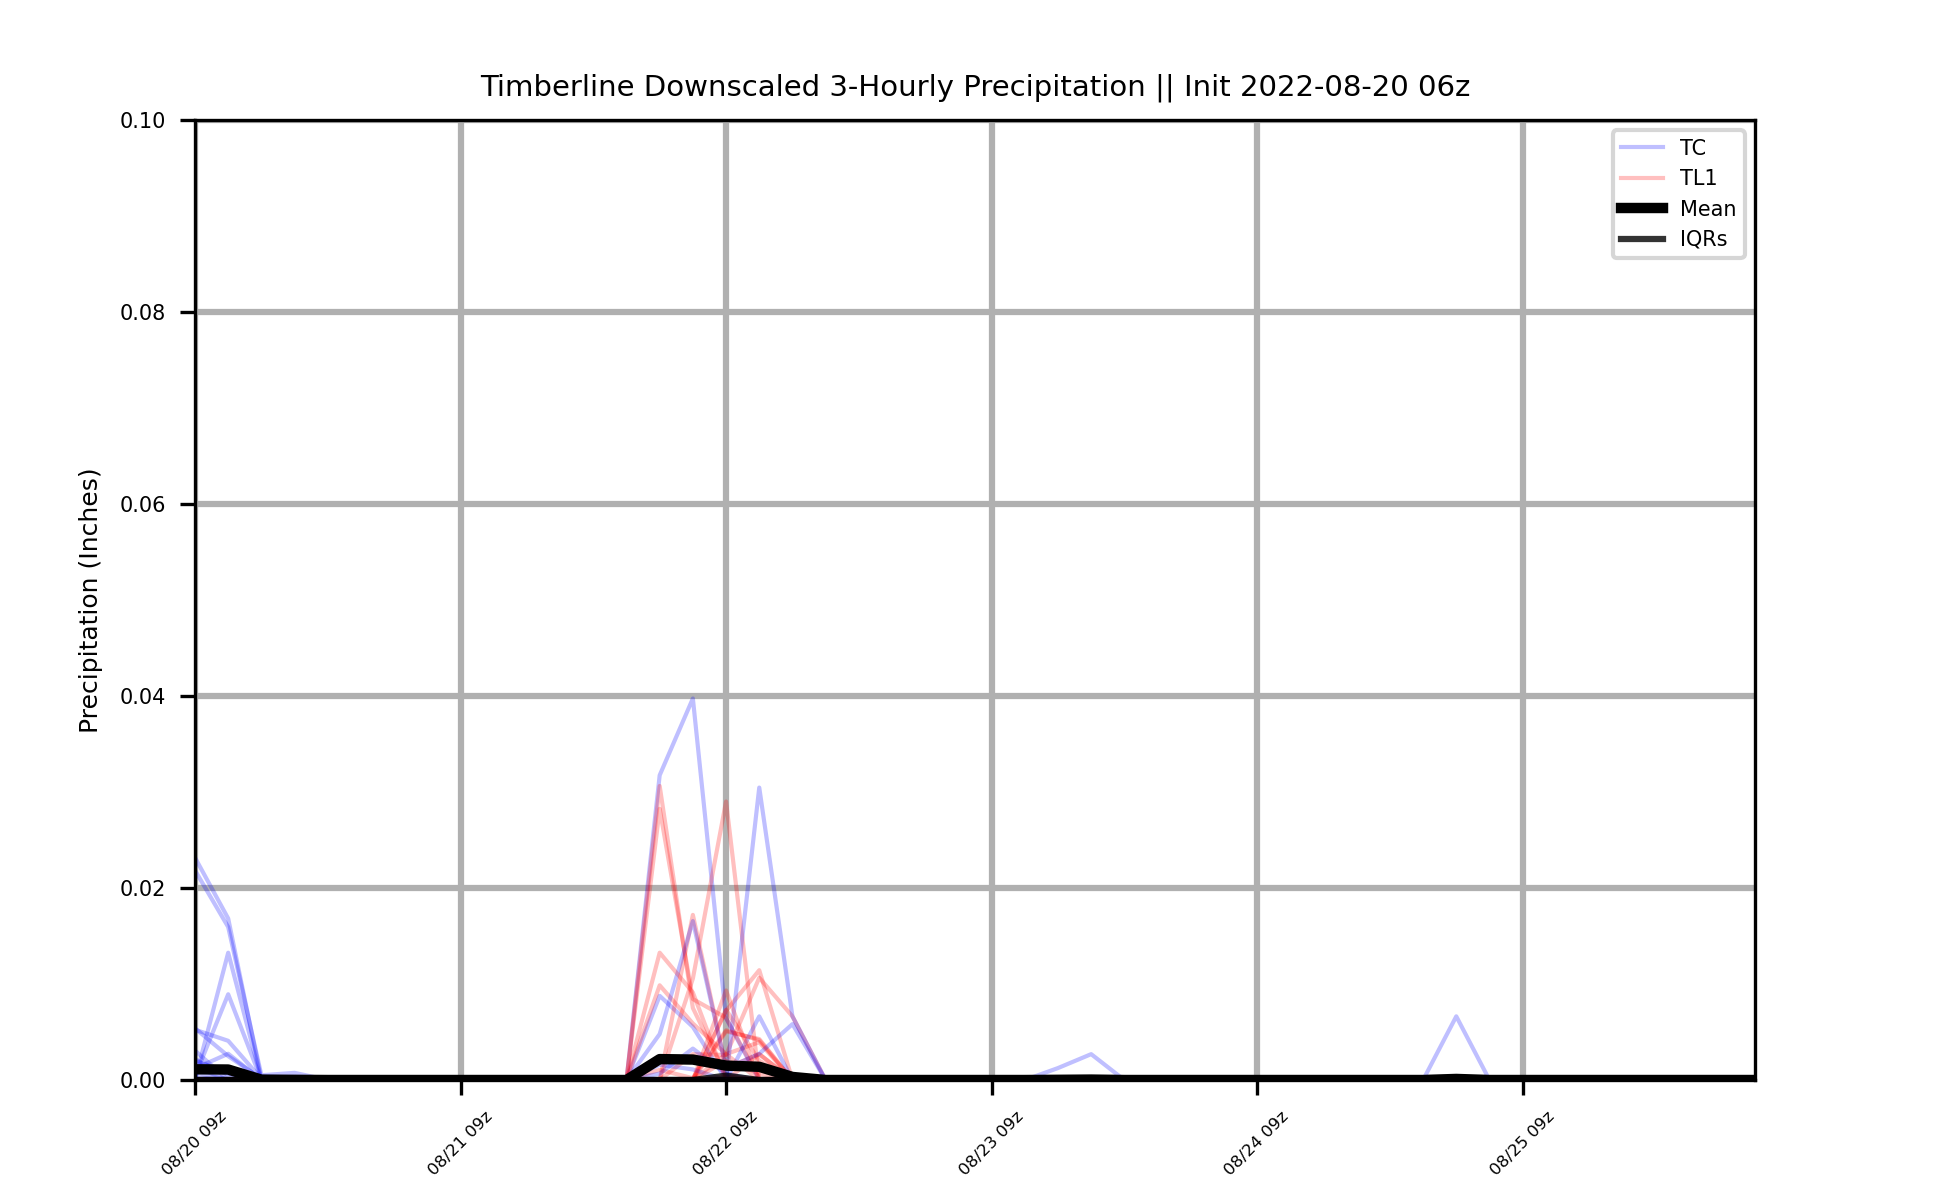 Timberline Downscaled 3-Hourly Precipitation || Init 2022-08-20 06z
0.10
0.08
0.06
0.04
0.02
0.00
Precipitation (Inches)
TC
TL1
Mean
IQRs
08/20 09z
08/21 09z
08/22 09z
08/23 09z
08/24 09z
08/25 09z